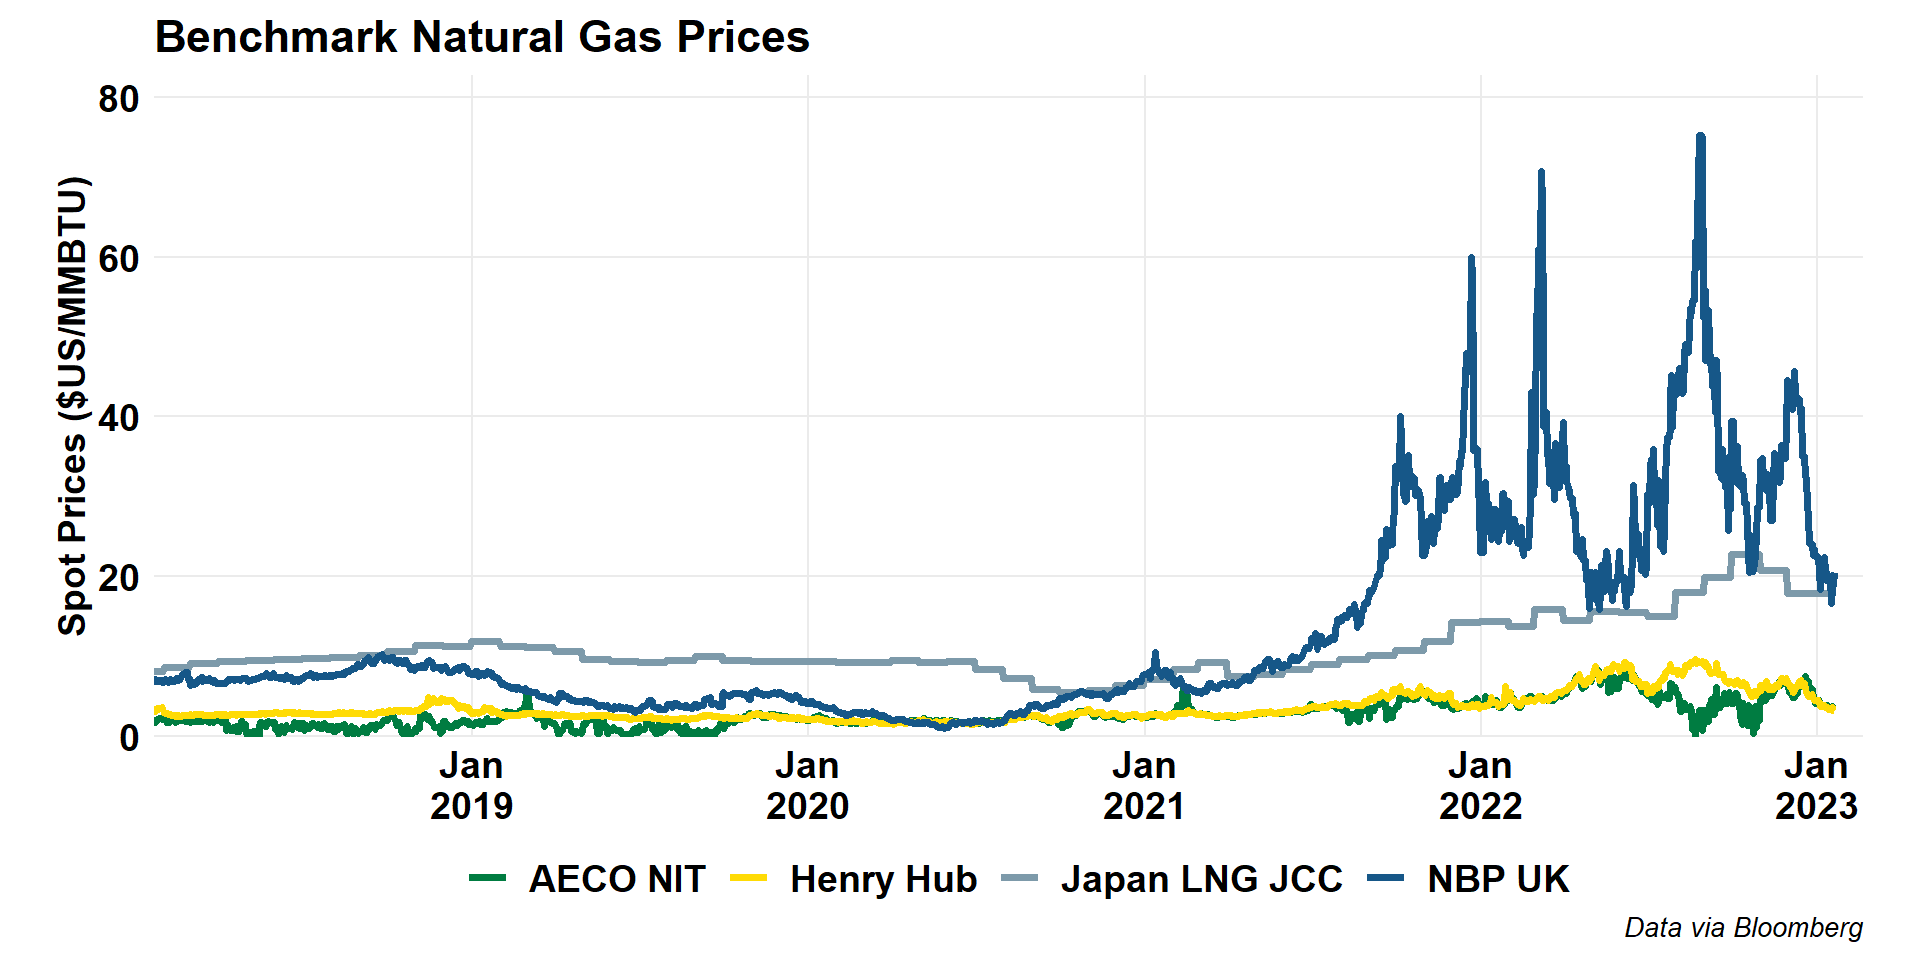 Benchmark Natural Gas Prices
Spot Prices ($US/MMBTU)
80
60
40
20
0
Jan Jan Jan Jan Jan
2019 2020 2021 2022 2023
AECO NIT Henry Hub Japan LNG JCC NBP UK
Data via Bloomberg